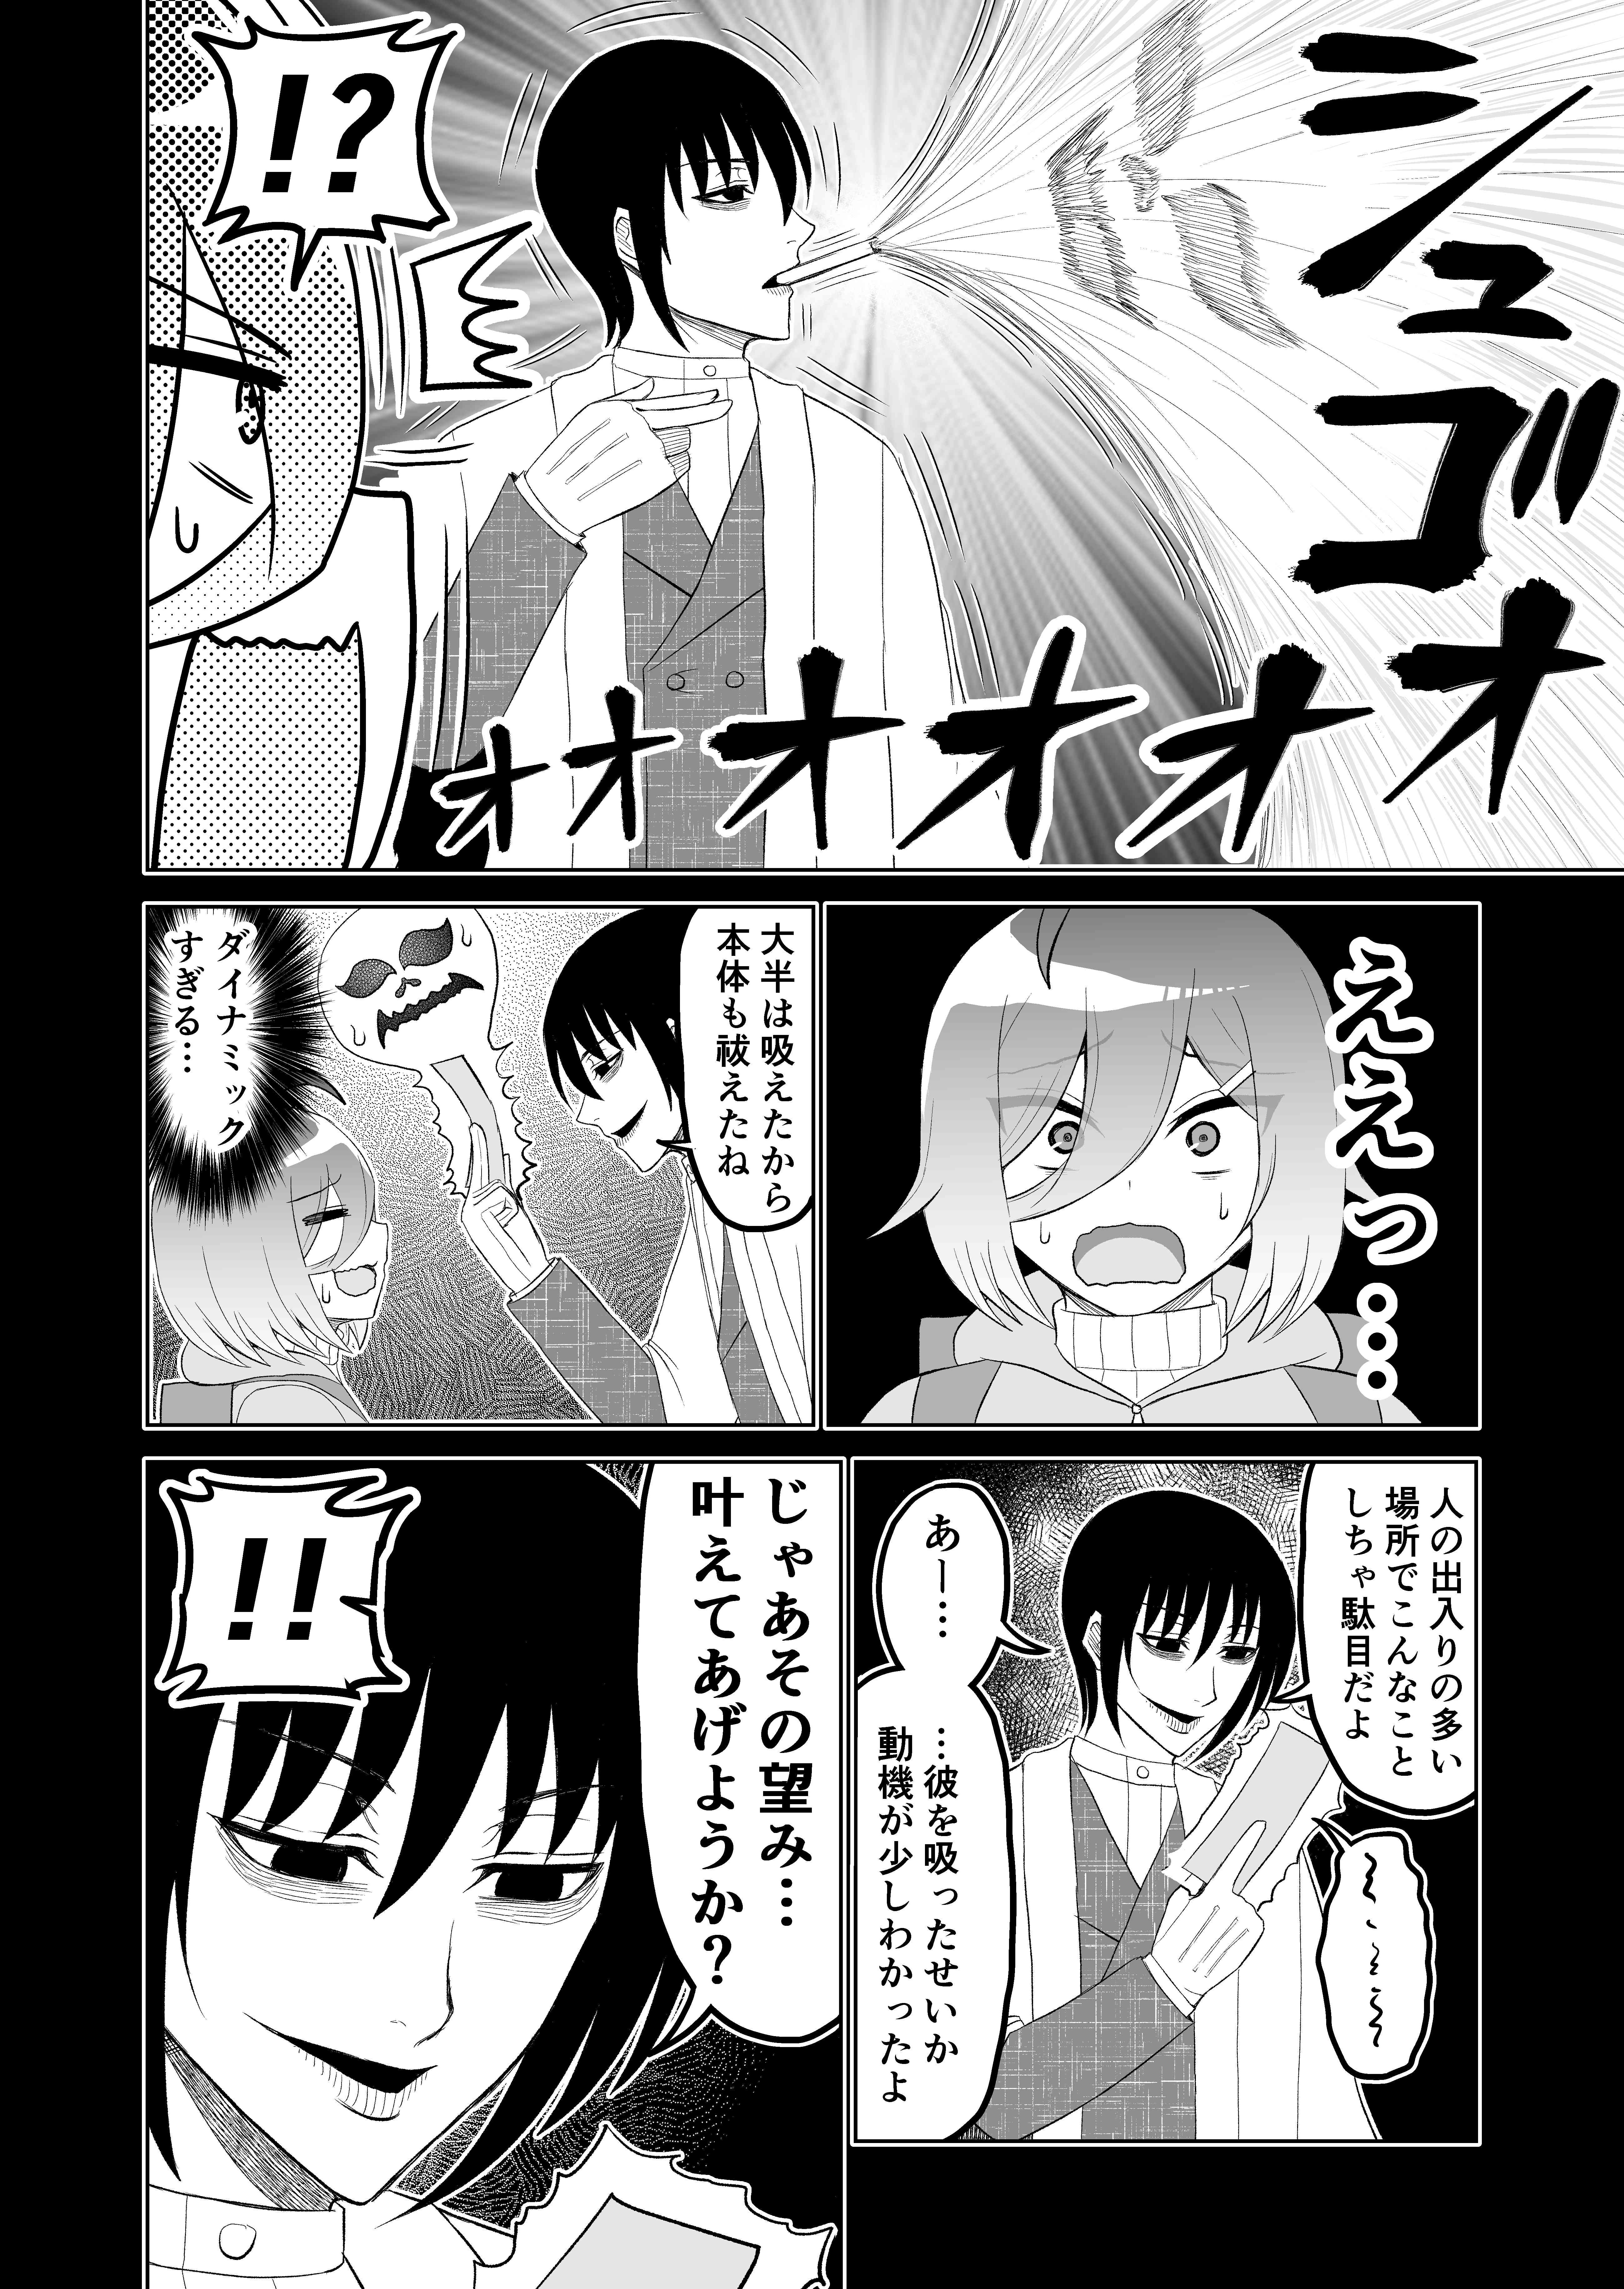 シュゴオオオオオォォ
!?
ええっ…
大半は吸えたから
本体も祓えたね
ダイナミック
すぎる…
人の出入りの多い
場所でこんなこと
しちゃ駄目だよ
あー…
…彼を吸ったせいか
動機が少しわかったよ
じゃあその望み…
叶えてあげようか?
!!